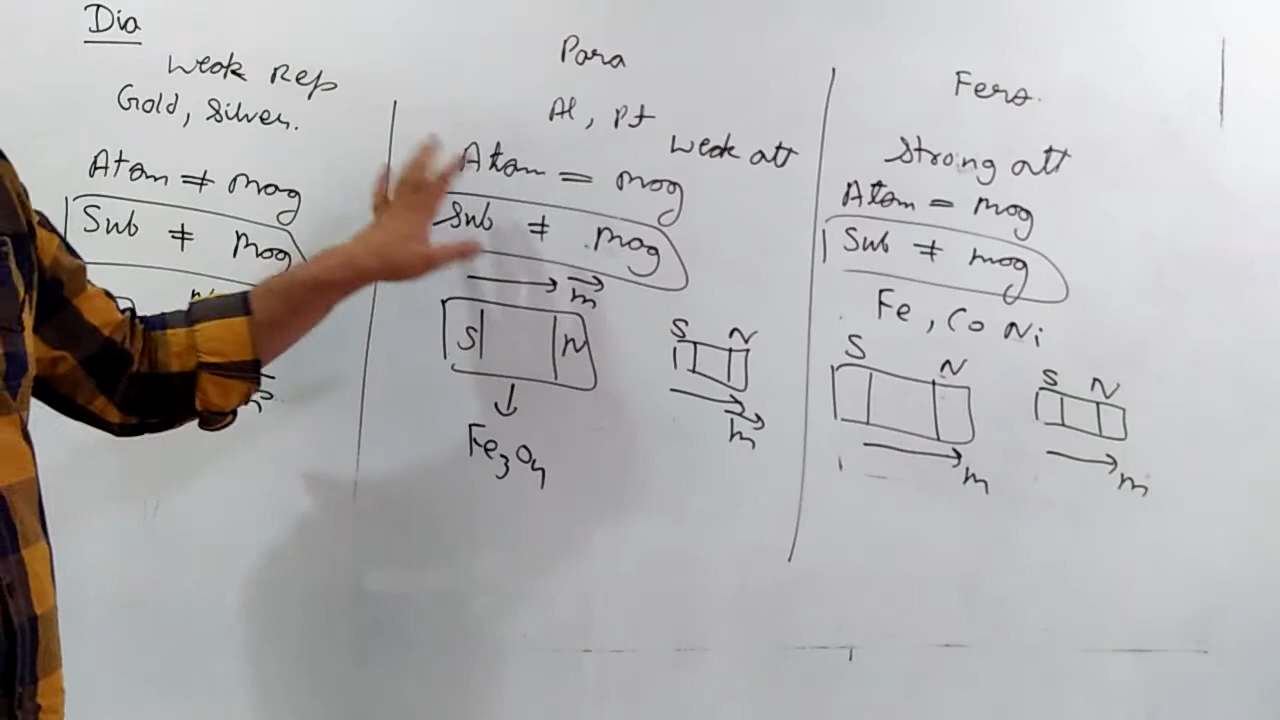 Dia
Weak Rep
Gold, Silver.
Atom ≠ mag
Sub ≠ Mag
Para
Al, Pt
Weak att
Atom = mag
Sub ≠ Mag
m
S N
S N
m
Fe3O4
Fero.
Strong att
Atom = mag
Sub ≠ mag
Fe, Co Ni
S N
S N
m
m